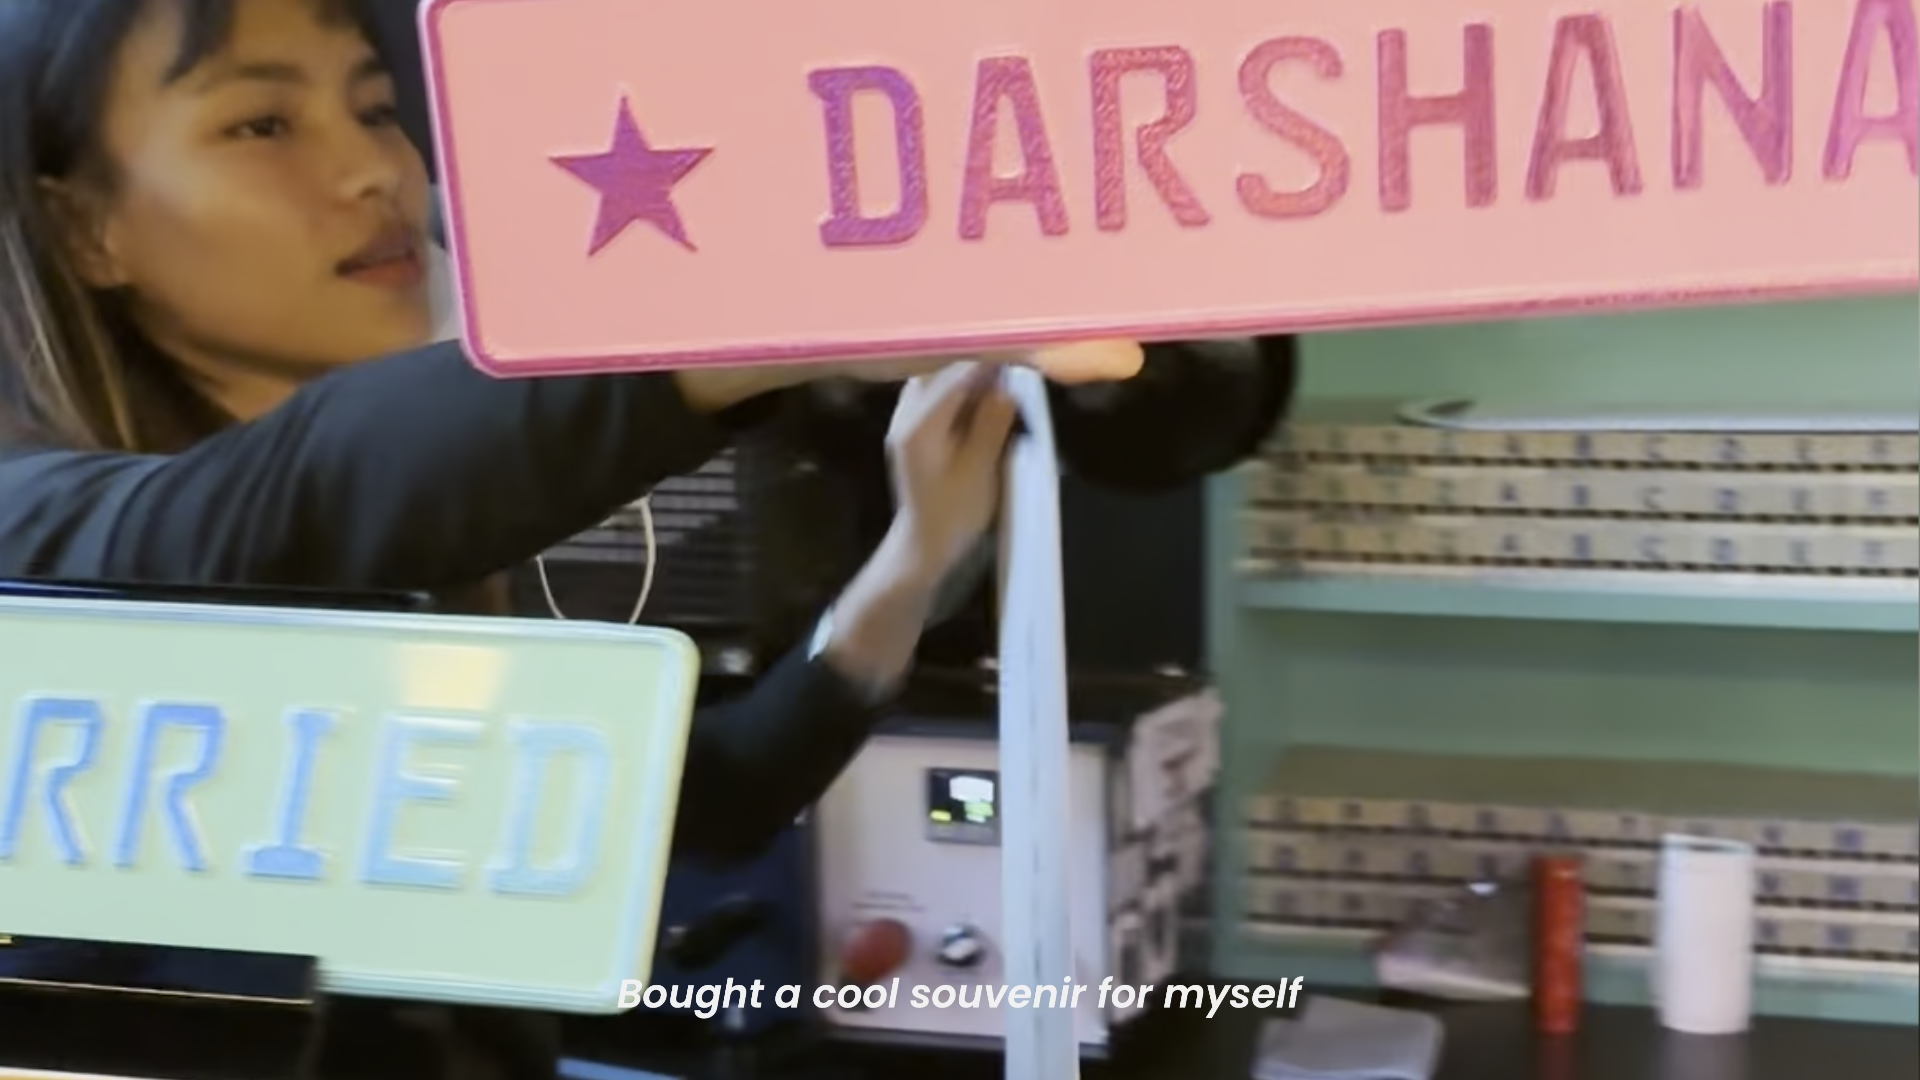 ★ DARSHANA
A B C D E F
A B C D E F
A B C D E F
RRIED
Bought a cool souvenir for myself